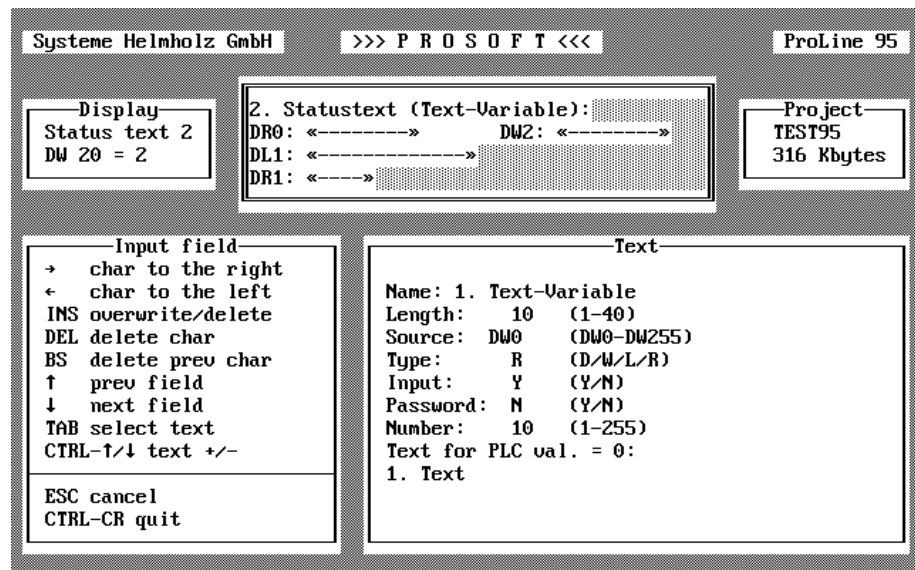 Systeme Helmholz GmbH >>> P R O S O F T <<< ProLine 95
Display
Status text 2
DW 20 = 2
2. Statustext (Text-Variable):
DR0: «--------» DW2: «--------»
DL1: «-------------»
DR1: «----»
Project
TEST95
316 Kbytes
Input field
→ char to the right
← char to the left
INS overwrite/delete
DEL delete char
BS delete prev char
↑ prev field
↓ next field
TAB select text
CTRL-↑/↓ text +/-
ESC cancel
CTRL-CR quit
Text
Name: 1. Text-Variable
Length: 10 (1-40)
Source: DW0 (DW0-DW255)
Type: R (D/W/L/R)
Input: Y (Y/N)
Password: N (Y/N)
Number: 10 (1-255)
Text for PLC val. = 0:
1. Text